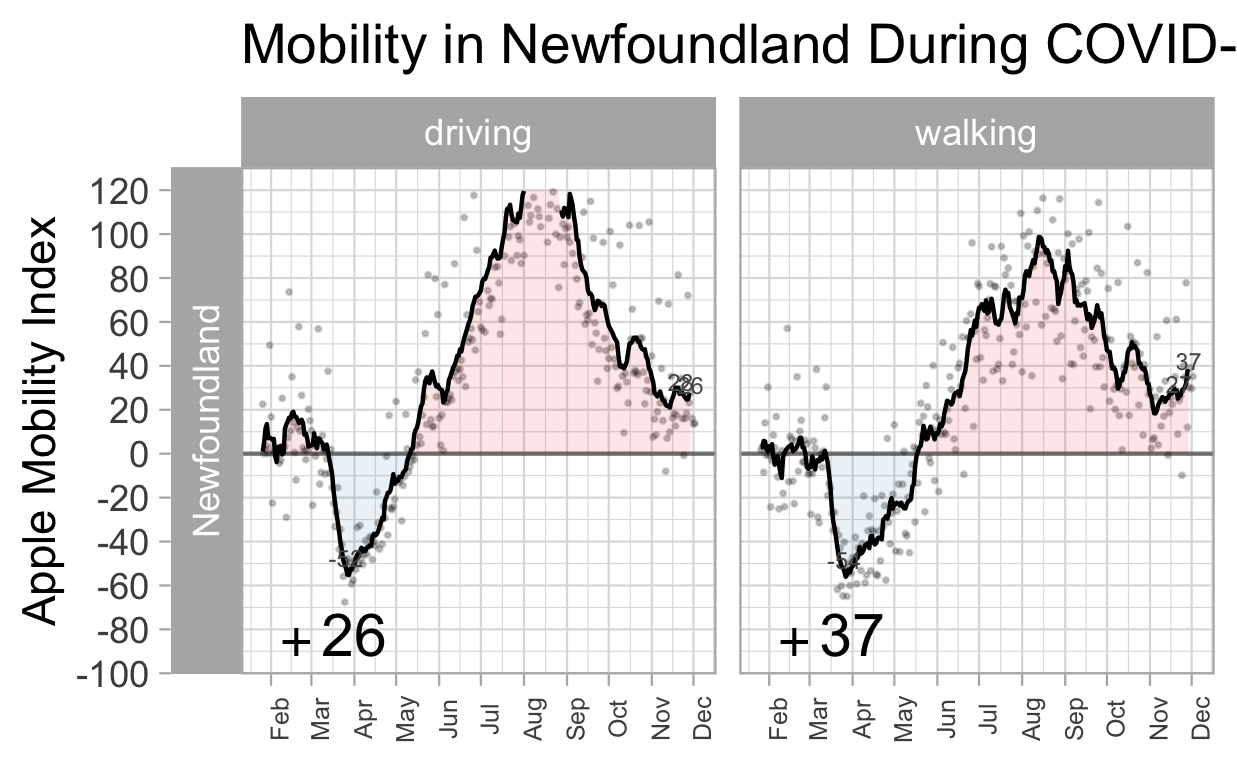 Mobility in Newfoundland During COVID-
driving
walking
Apple Mobility Index
Newfoundland
120
100
80
60
40
20
0
-20
-40
-60
-80
-100
26
37
+26
+37
Feb Mar Apr May Jun Jul Aug Sep Oct Nov Dec
Feb Mar Apr May Jun Jul Aug Sep Oct Nov Dec